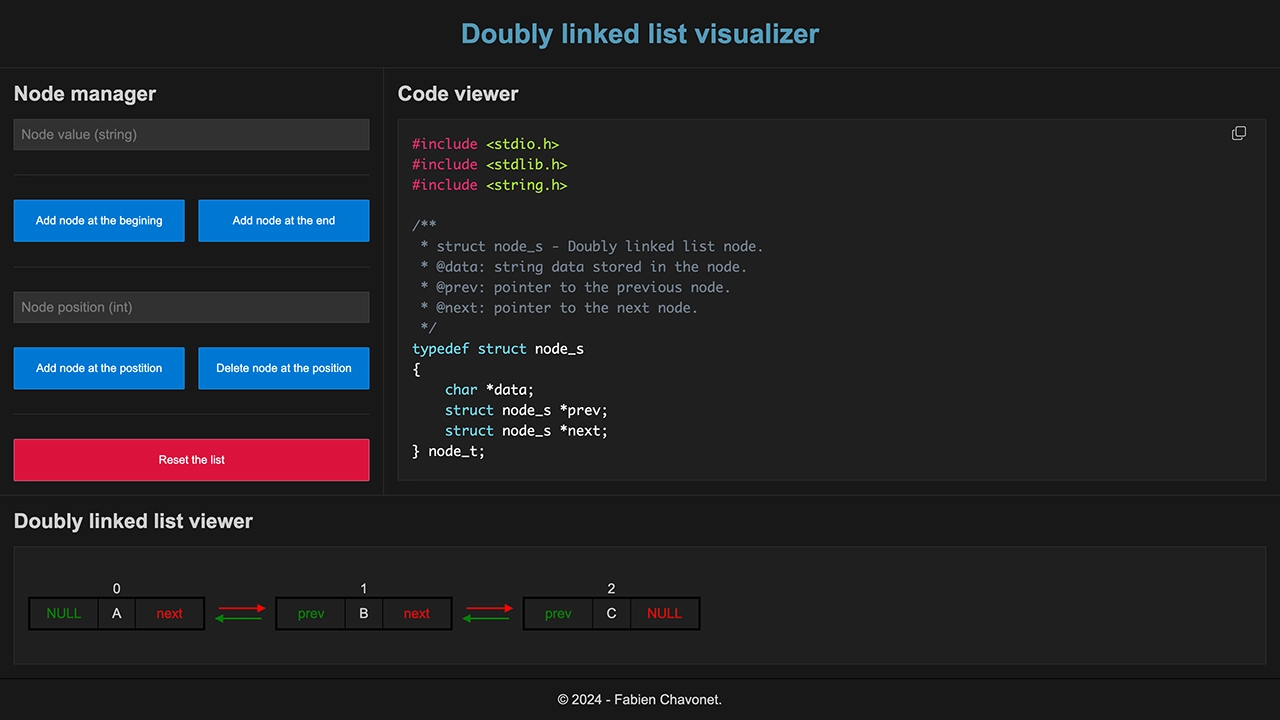 Doubly linked list visualizer
Node manager
Node value (string)
Add node at the begining
Add node at the end
Node position (int)
Add node at the postition
Delete node at the position
Reset the list
Code viewer
#include <stdio.h>
#include <stdlib.h>
#include <string.h>
/**
 * struct node_s - Doubly linked list node.
 * @data: string data stored in the node.
 * @prev: pointer to the previous node.
 * @next: pointer to the next node.
 */
typedef struct node_s
{
    char *data;
    struct node_s *prev;
    struct node_s *next;
} node_t;
Doubly linked list viewer
0 1 2
NULL A next prev B next prev C NULL
© 2024 - Fabien Chavonet.